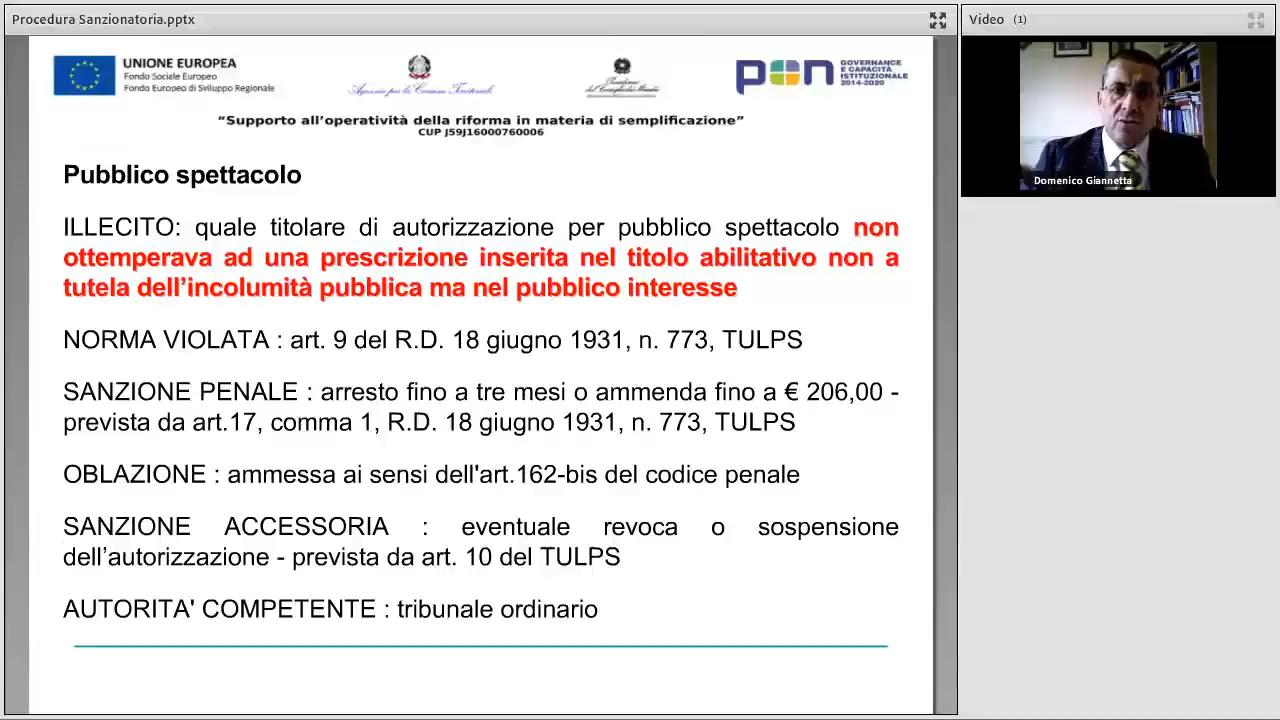 Procedura Sanzionatoria.pptx
Video (1)
UNIONE EUROPEA
Fondo Sociale Europeo
Fondo Europeo di Sviluppo Regionale
Agenzia per la Coesione Territoriale
pon
GOVERNANCE
E CAPACITÀ
ISTITUZIONALE
2014-2020
“Supporto all’operatività della riforma in materia di semplificazione”
CUP J59J16000760006
Domenico Giannetta
Pubblico spettacolo
ILLECITO: quale titolare di autorizzazione per pubblico spettacolo non
ottemperava ad una prescrizione inserita nel titolo abilitativo non a
tutela dell’incolumità pubblica ma nel pubblico interesse
NORMA VIOLATA : art. 9 del R.D. 18 giugno 1931, n. 773, TULPS
SANZIONE PENALE : arresto fino a tre mesi o ammenda fino a € 206,00 -
prevista da art.17, comma 1, R.D. 18 giugno 1931, n. 773, TULPS
OBLAZIONE : ammessa ai sensi dell'art.162-bis del codice penale
SANZIONE ACCESSORIA : eventuale revoca o sospensione
dell’autorizzazione - prevista da art. 10 del TULPS
AUTORITA' COMPETENTE : tribunale ordinario